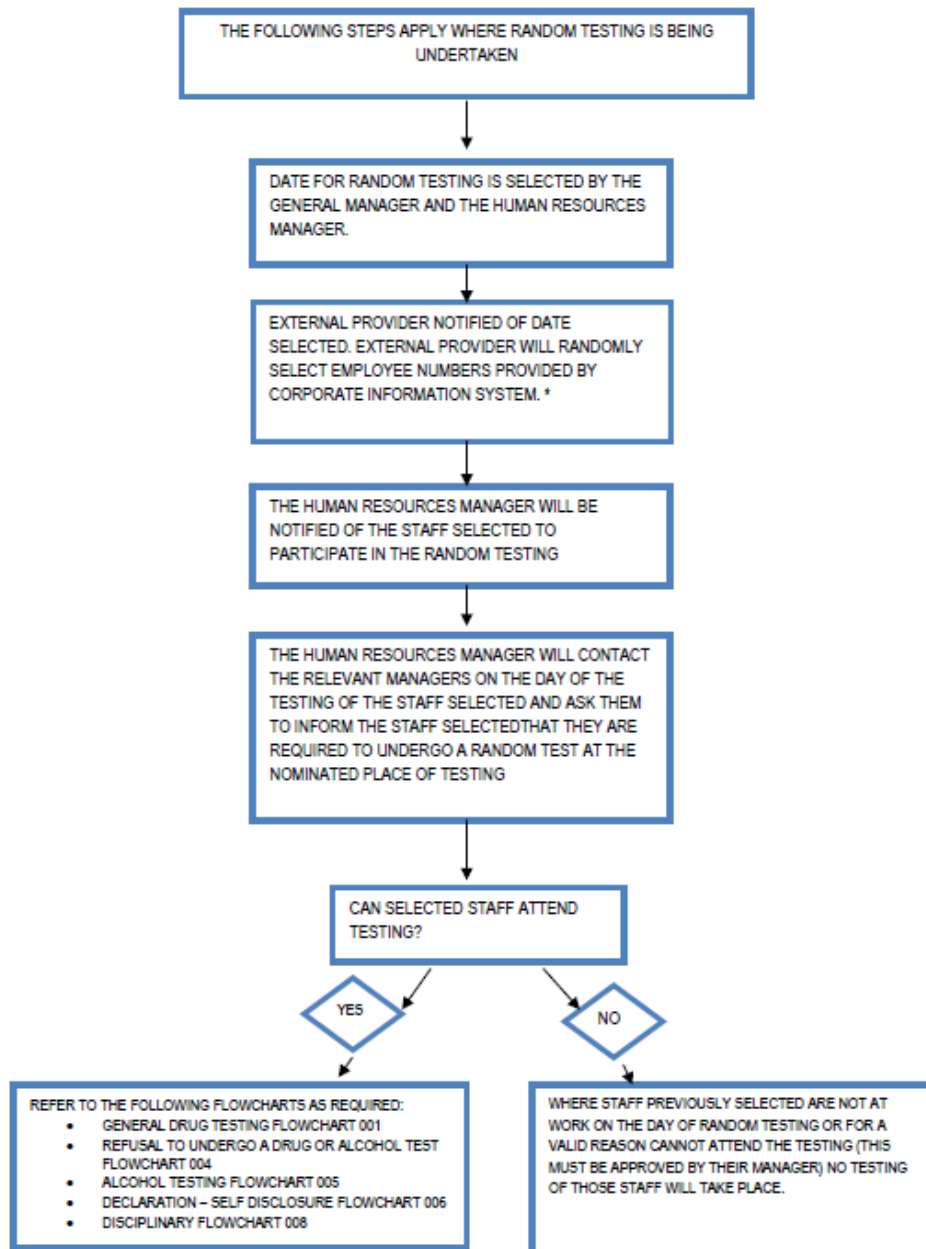 THE FOLLOWING STEPS APPLY WHERE RANDOM TESTING IS BEING
UNDERTAKEN
DATE FOR RANDOM TESTING IS SELECTED BY THE
GENERAL MANAGER AND THE HUMAN RESOURCES
MANAGER.
EXTERNAL PROVIDER NOTIFIED OF DATE
SELECTED. EXTERNAL PROVIDER WILL RANDOMLY
SELECT EMPLOYEE NUMBERS PROVIDED BY
CORPORATE INFORMATION SYSTEM. *
THE HUMAN RESOURCES MANAGER WILL BE
NOTIFIED OF THE STAFF SELECTED TO
PARTICIPATE IN THE RANDOM TESTING
THE HUMAN RESOURCES MANAGER WILL CONTACT
THE RELEVANT MANAGERS ON THE DAY OF THE
TESTING OF THE STAFF SELECTED AND ASK THEM
TO INFORM THE STAFF SELECTEDTHAT THEY ARE
REQUIRED TO UNDERGO A RANDOM TEST AT THE
NOMINATED PLACE OF TESTING
CAN SELECTED STAFF ATTEND
TESTING?
YES
NO
REFER TO THE FOLLOWING FLOWCHARTS AS REQUIRED:
• GENERAL DRUG TESTING FLOWCHART 001
• REFUSAL TO UNDERGO A DRUG OR ALCOHOL TEST
FLOWCHART 004
• ALCOHOL TESTING FLOWCHART 005
• DECLARATION – SELF DISCLOSURE FLOWCHART 006
• DISCIPLINARY FLOWCHART 008
WHERE STAFF PREVIOUSLY SELECTED ARE NOT AT
WORK ON THE DAY OF RANDOM TESTING OR FOR A
VALID REASON CANNOT ATTEND THE TESTING (THIS
MUST BE APPROVED BY THEIR MANAGER) NO TESTING
OF THOSE STAFF WILL TAKE PLACE.